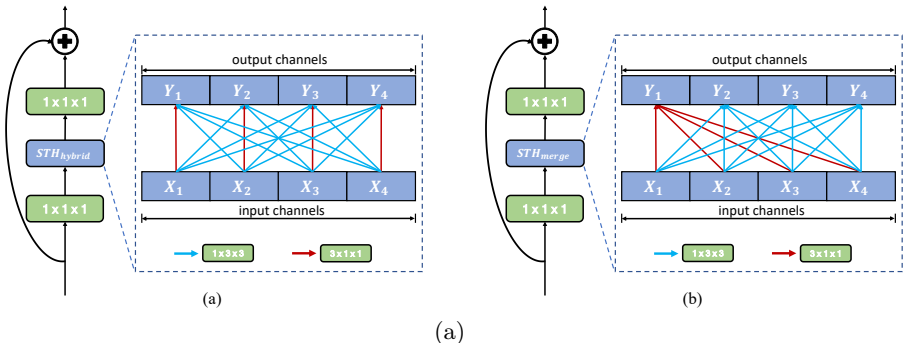 output channels
Y1 Y2 Y3 Y4
1x1x1
STHhybrid
1x1x1
X1 X2 X3 X4
input channels
1x3x3
3x1x1
(a)
output channels
Y1 Y2 Y3 Y4
1x1x1
STHmerge
1x1x1
X1 X2 X3 X4
input channels
1x3x3
3x1x1
(b)
(a)